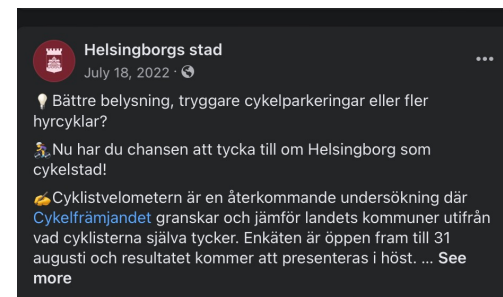 Helsingborgs stad
July 18, 2022 ·
💡Bättre belysning, tryggare cykelparkeringar eller fler
hyrcyklar?
🚴Nu har du chansen att tycka till om Helsingborg som
cykelstad!
✍️Cyklistvelometern är en återkommande undersökning där
Cykelfrämjandet granskar och jämför landets kommuner utifrån
vad cyklisterna själva tycker. Enkäten är öppen fram till 31
augusti och resultatet kommer att presenteras i höst. ... See
more